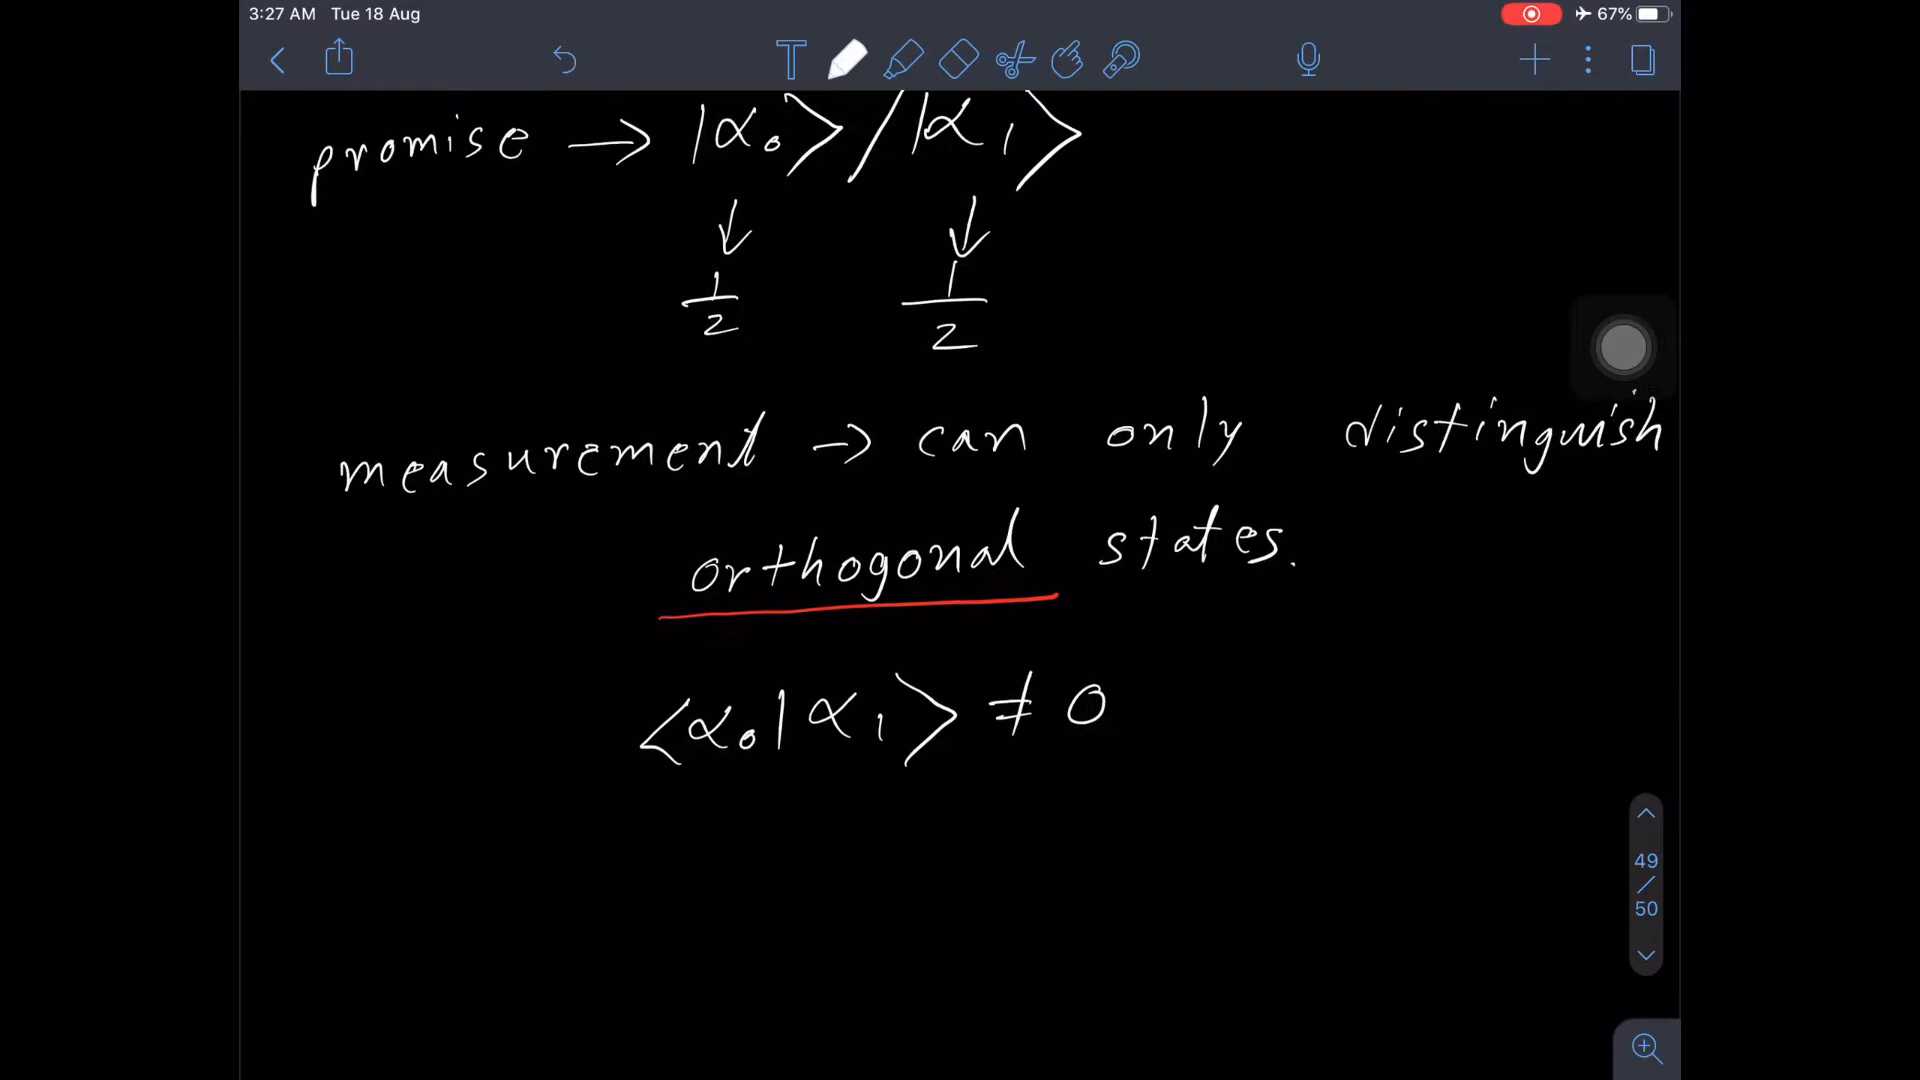 3:27 AM Tue 18 Aug 67%
T
promise → |α₀⟩/|α₁⟩
↓ ↓
1/2 1/2
measurement → can only distinguish
orthogonal states.
⟨α₀|α₁⟩ ≠ 0
49
/
50